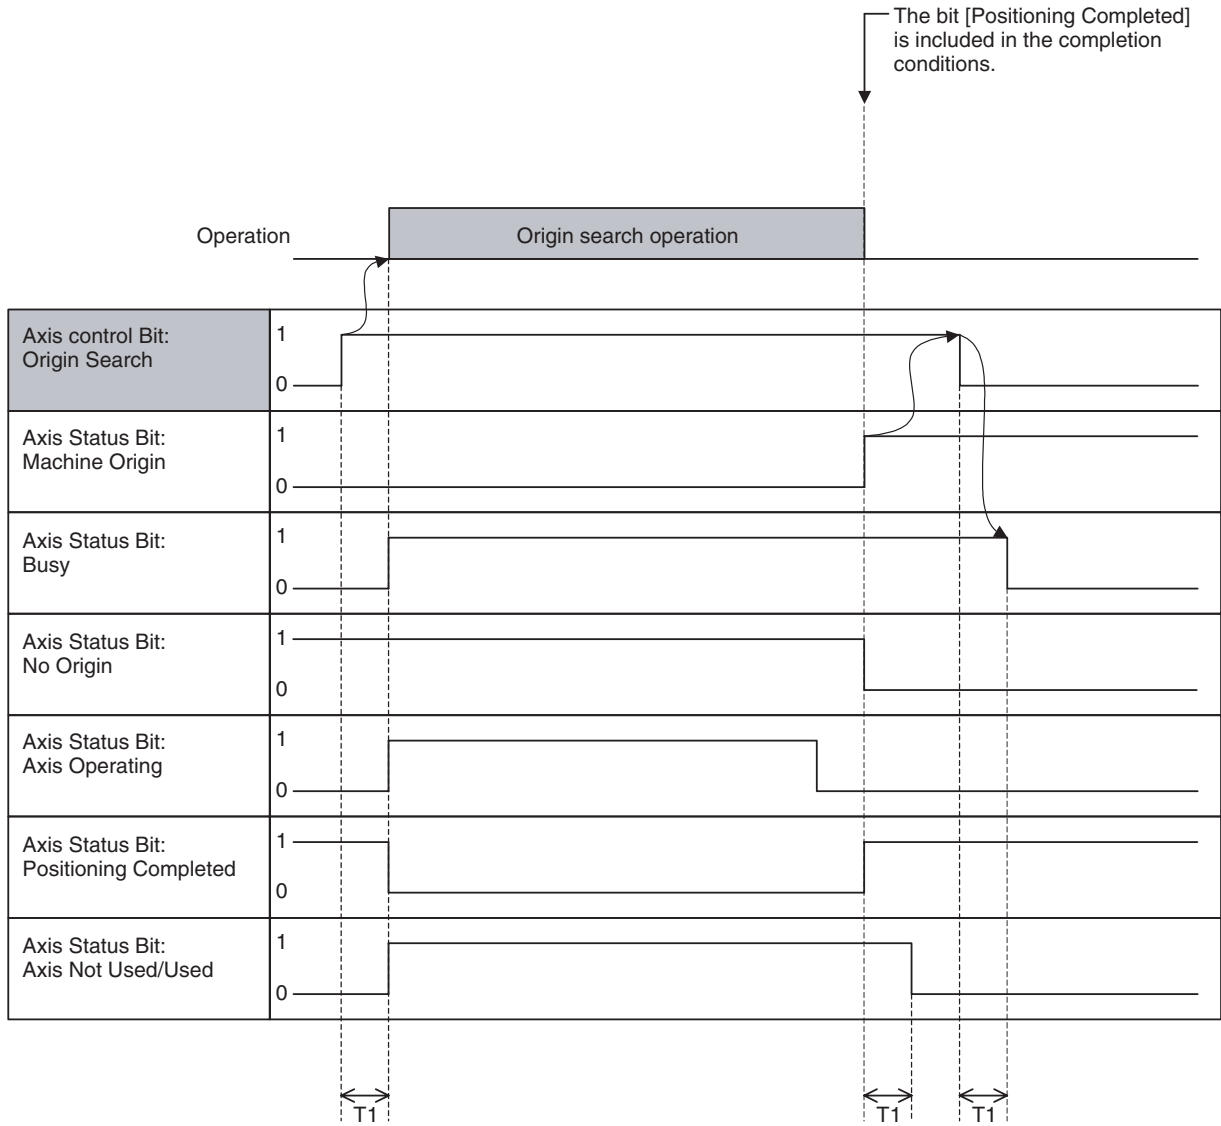 The bit [Positioning Completed]
is included in the completion
conditions.
Operation
Origin search operation
Axis control Bit:
Origin Search
1
0
Axis Status Bit:
Machine Origin
1
0
Axis Status Bit:
Busy
1
0
Axis Status Bit:
No Origin
1
0
Axis Status Bit:
Axis Operating
1
0
Axis Status Bit:
Positioning Completed
1
0
Axis Status Bit:
Axis Not Used/Used
1
0
T1 T1 T1